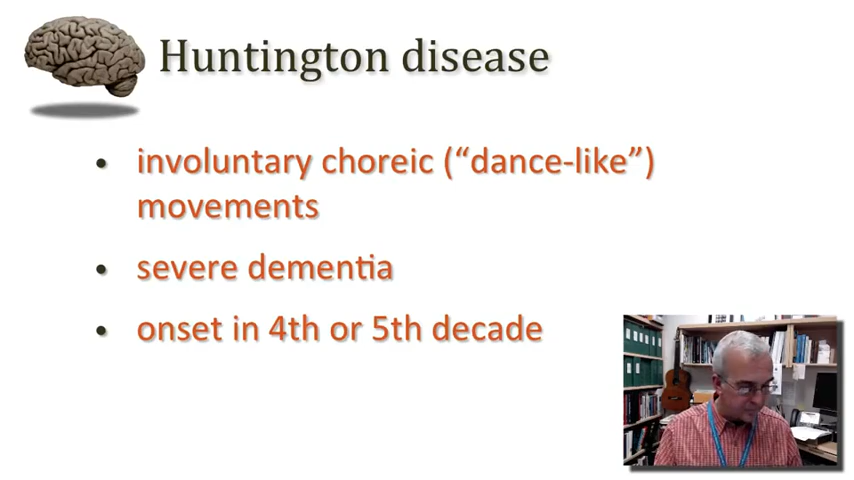 Huntington disease
• involuntary choreic (“dance-like”)
movements
• severe dementia
• onset in 4th or 5th decade